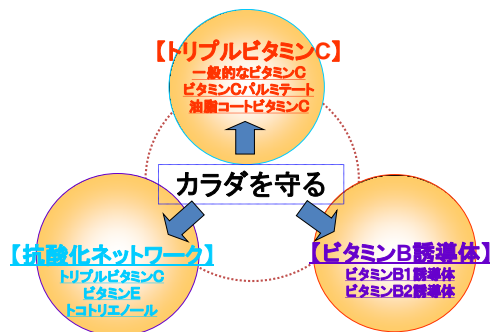 【トリプルビタミンC】
一般的なビタミンC
ビタミンCパルミテート
油脂コートビタミンC
カラダを守る
【抗酸化ネットワーク】
トリプルビタミンC
ビタミンE
トコトリエノール
【ビタミンB誘導体】
ビタミンB1誘導体
ビタミンB2誘導体